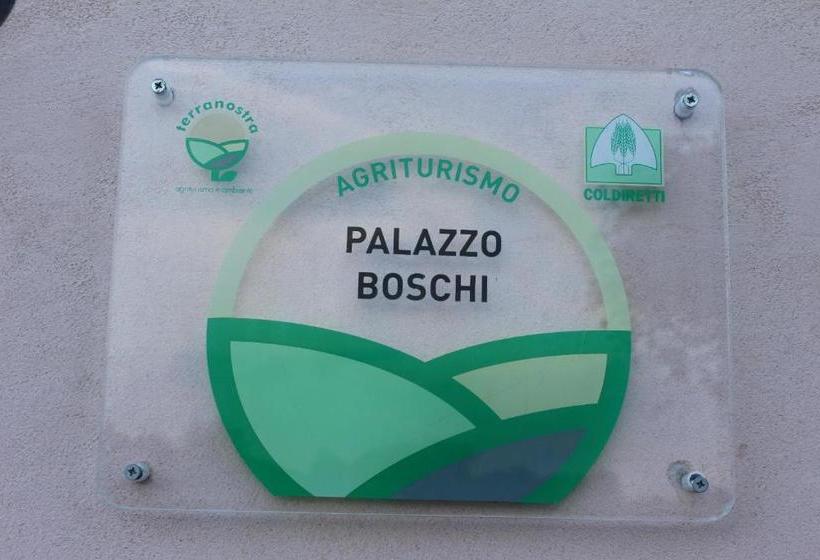 terranostra
agriturismo e ambiente
COLDIRETTI
AGRITURISMO
PALAZZO
BOSCHI